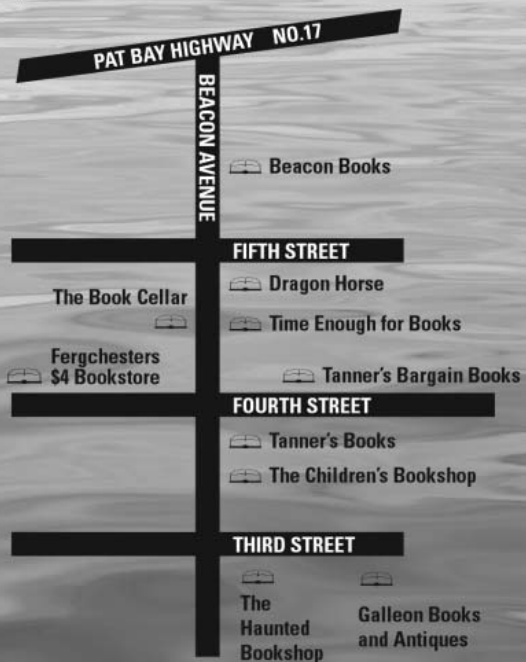 PAT BAY HIGHWAY NO.17
BEACON AVENUE
Beacon Books
FIFTH STREET
Dragon Horse
The Book Cellar
Time Enough for Books
Fergchesters
$4 Bookstore
Tanner's Bargain Books
FOURTH STREET
Tanner's Books
The Children's Bookshop
THIRD STREET
The
Haunted
Bookshop
Galleon Books
and Antiques